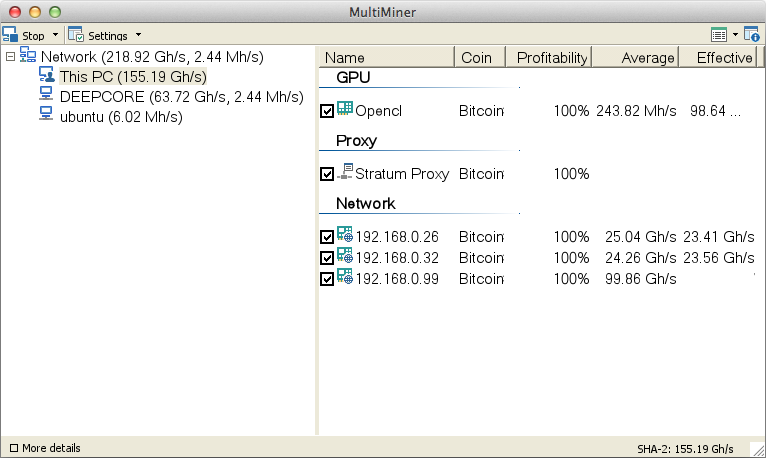 MultiMiner
Stop Settings
Network (218.92 Gh/s, 2.44 Mh/s)
This PC (155.19 Gh/s)
DEEPCORE (63.72 Gh/s, 2.44 Mh/s)
ubuntu (6.02 Mh/s)
Name Coin Profitability Average Effective
GPU
Opencl Bitcoin 100% 243.82 Mh/s 98.64 ...
Proxy
Stratum Proxy Bitcoin 100%
Network
192.168.0.26 Bitcoin 100% 25.04 Gh/s 23.41 Gh/s
192.168.0.32 Bitcoin 100% 24.26 Gh/s 23.56 Gh/s
192.168.0.99 Bitcoin 100% 99.86 Gh/s
More details SHA-2: 155.19 Gh/s